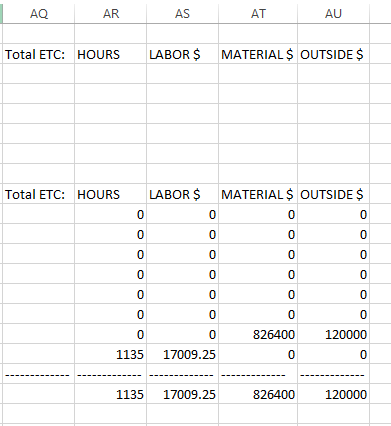 AQ AR AS AT AU
Total ETC: HOURS LABOR $ MATERIAL $ OUTSIDE $
Total ETC: HOURS LABOR $ MATERIAL $ OUTSIDE $
0 0 0 0
0 0 0 0
0 0 0 0
0 0 0 0
0 0 0 0
0 0 0 0
0 0 826400 120000
1135 17009.25 0 0
------------- ------------- ------------- ------------- -------------
1135 17009.25 826400 120000